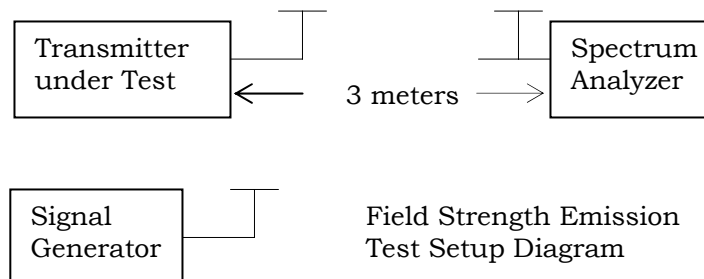 Transmitter
under Test
Spectrum
Analyzer
3 meters
Signal
Generator
Field Strength Emission
Test Setup Diagram